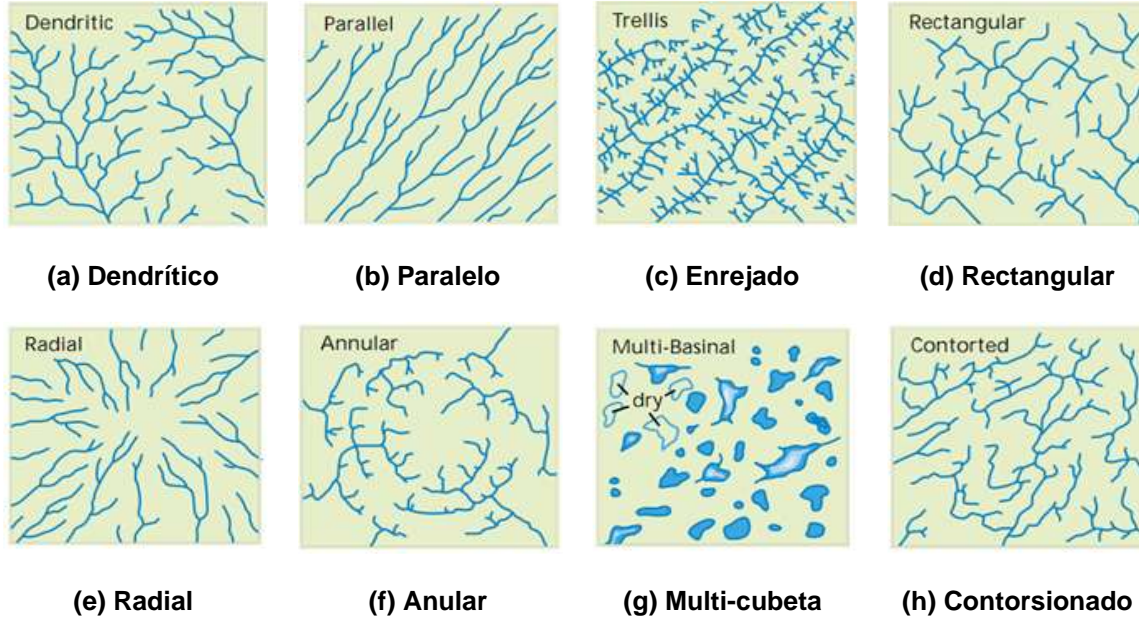 Dendritic
Parallel
Trellis
Rectangular
(a) Dendrítico
(b) Paralelo
(c) Enrejado
(d) Rectangular
Radial
Annular
Multi-Basinal
Contorted
dry
(e) Radial
(f) Anular
(g) Multi-cubeta
(h) Contorsionado